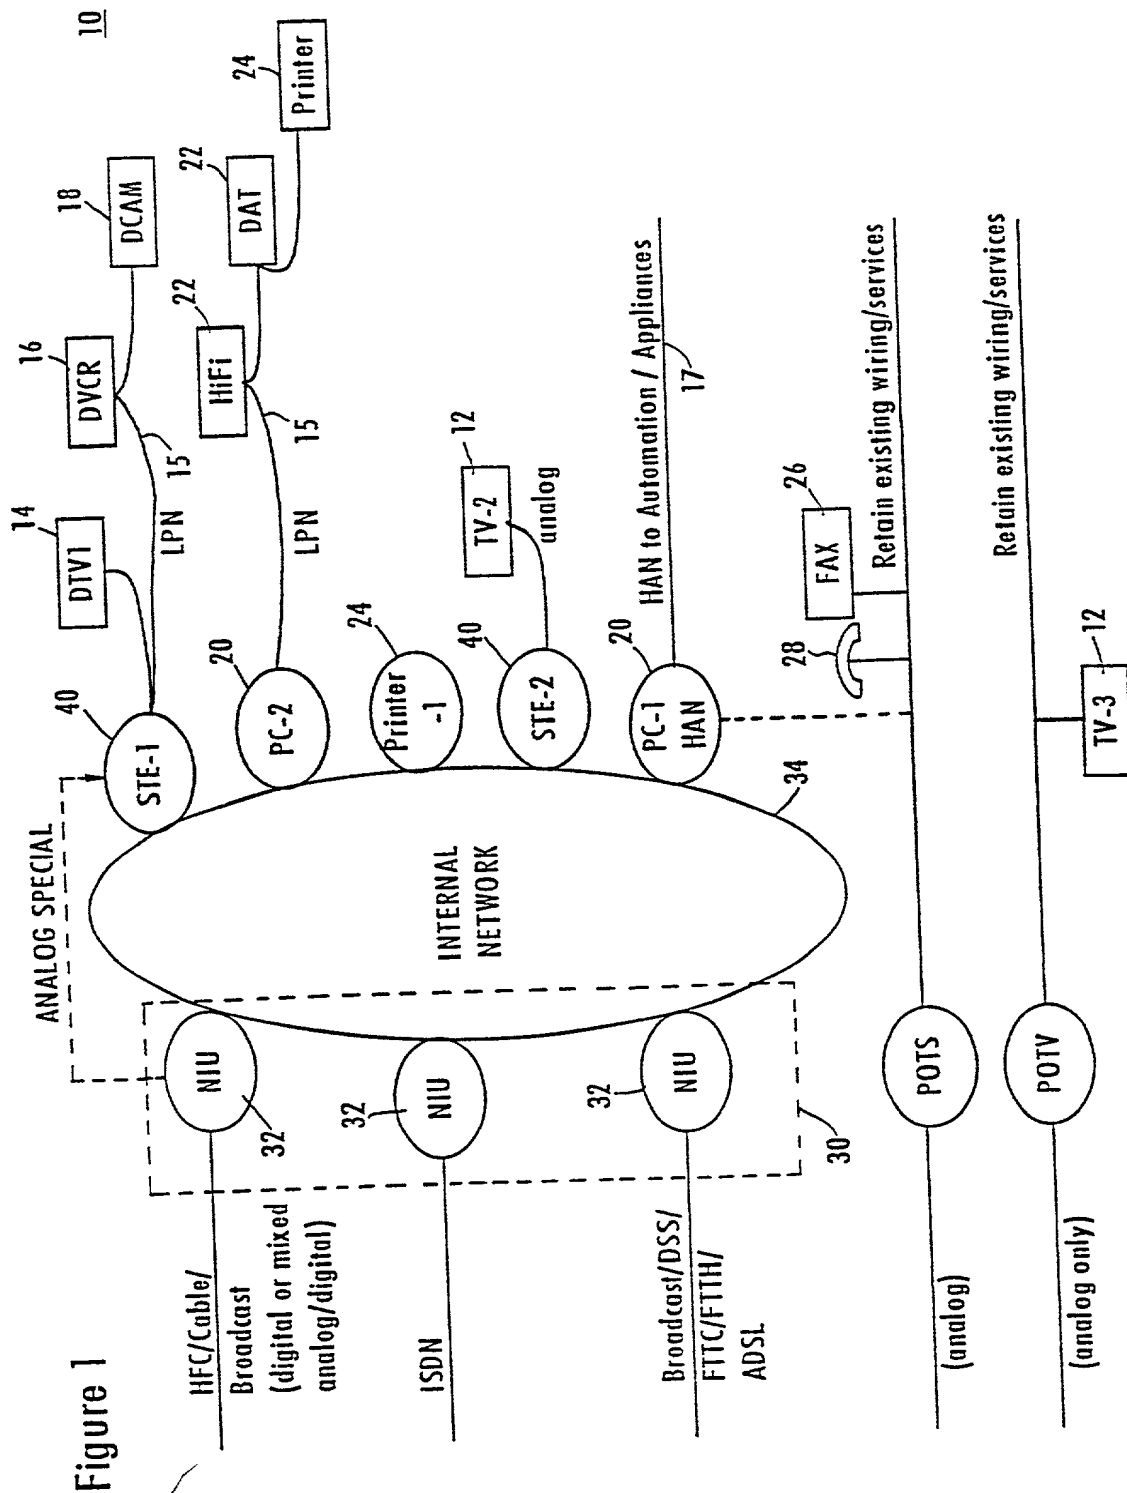 Figure 1
10
ANALOG SPECIAL
HFC/Cable/
Broadcast
(digital or mixed
analog/digital)
NIU
32
STE-1
40
DTV1
14
LPN
15
DVCR
16
DCAM
18
PC-2
20
LPN
15
HiFi
22
DAT
22
Printer
24
ISDN
NIU
32
INTERNAL
NETWORK
Printer
-1
24
STE-2
40
TV-2
12
analog
Broadcast/DSS/
FTTC/FTTH/
ADSL
NIU
32
30
34
PC-1
HAN
20
HAN to Automation / Appliances
17
28
FAX
26
(analog)
POTS
Retain existing wiring/services
(analog only)
POTV
Retain existing wiring/services
TV-3
12